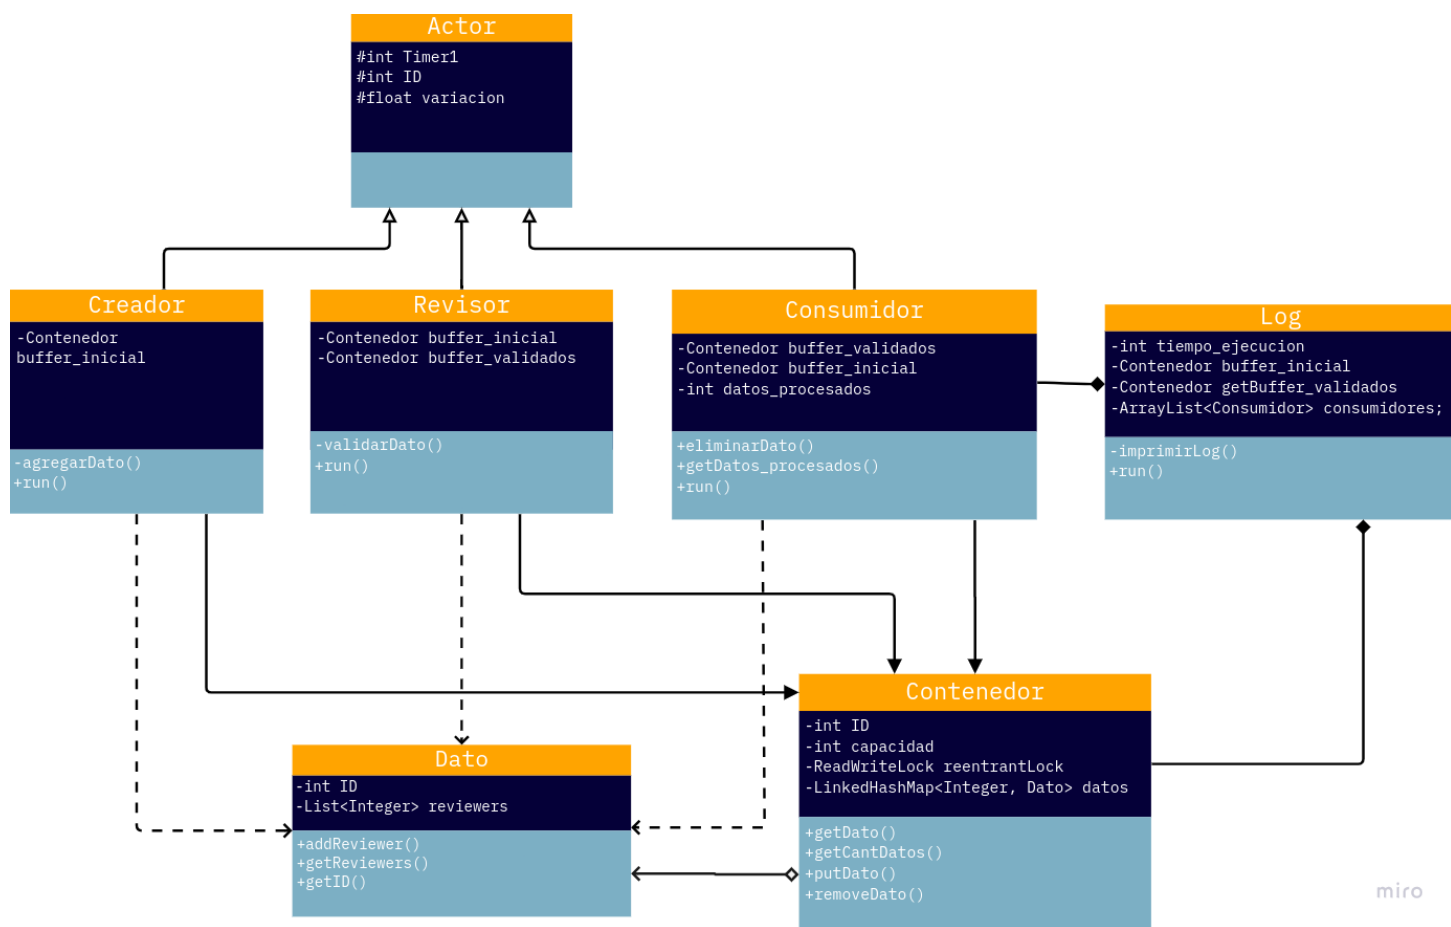 Actor
#int Timer1
#int ID
#float variacion
Creador
-Contenedor
buffer_inicial
-agregarDato()
+run()
Revisor
-Contenedor buffer_inicial
-Contenedor buffer_validados
-validarDato()
+run()
Consumidor
-Contenedor buffer_validados
-Contenedor buffer_inicial
-int datos_procesados
+eliminarDato()
+getDatos_procesados()
+run()
Log
-int tiempo_ejecucion
-Contenedor buffer_inicial
-Contenedor getBuffer_validados
-ArrayList<Consumidor> consumidores;
-imprimirLog()
+run()
Dato
-int ID
-List<Integer> reviewers
+addReviewer()
+getReviewers()
+getID()
Contenedor
-int ID
-int capacidad
-ReadWriteLock reentrantLock
-LinkedHashMap<Integer, Dato> datos
+getDato()
+getCantDatos()
+putDato()
+removeDato()
miro